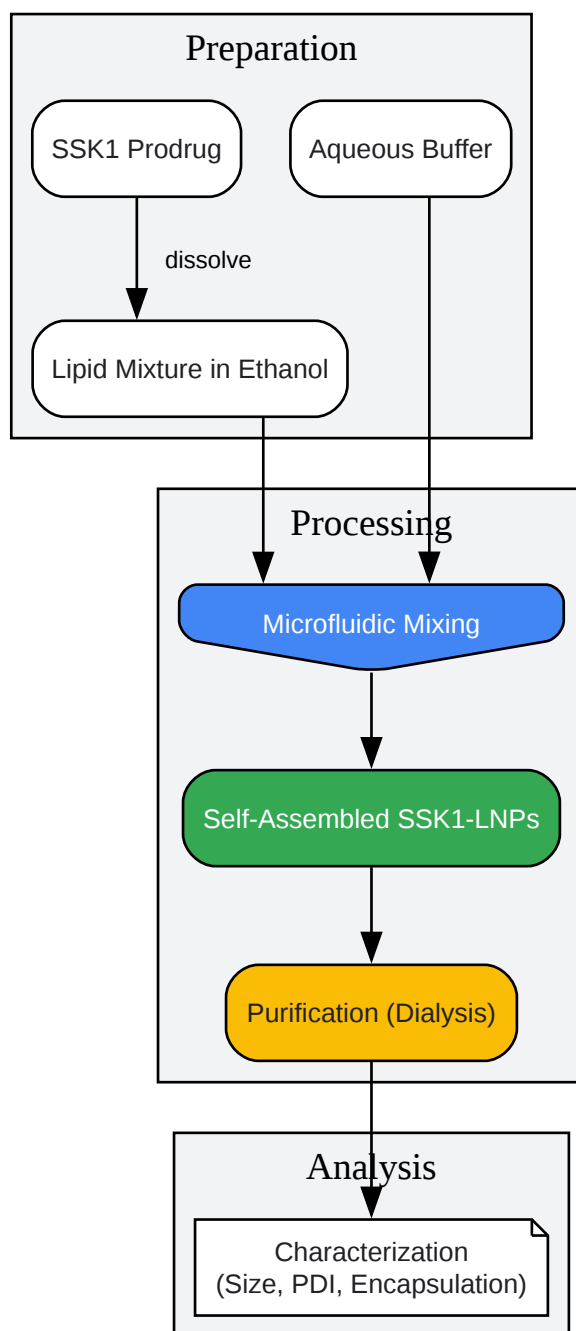 Preparation
SSK1 Prodrug
Aqueous Buffer
dissolve
Lipid Mixture in Ethanol
Processing
Microfluidic Mixing
Self-Assembled SSK1-LNPs
Purification (Dialysis)
Analysis
Characterization
(Size, PDI, Encapsulation)